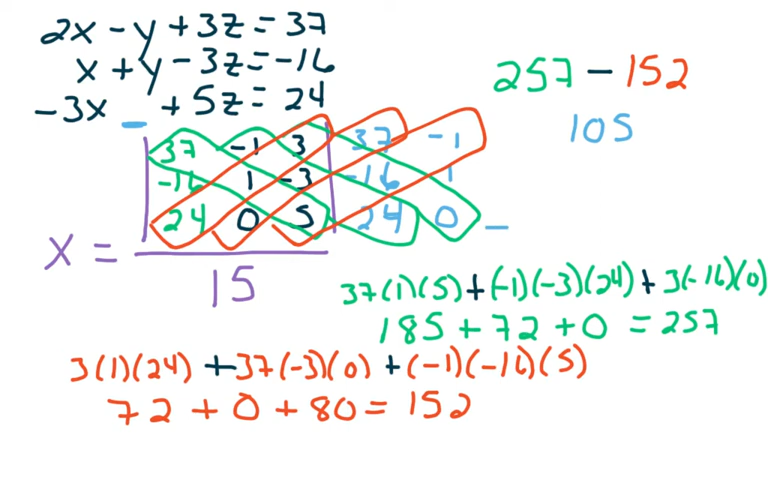 2x - y + 3z = 37
x + y - 3z = -16
-3x + 5z = 24
257 - 152
105
37 -1 3 37 -1
-16 1 -3 -16 1
24 0 5 24 0
x =
15
37(1)(5) + (-1)(-3)(24) + 3(-16)(0)
185 + 72 + 0 = 257
3(1)(24) + 37(-3)(0) + (-1)(-16)(5)
72 + 0 + 80 = 152